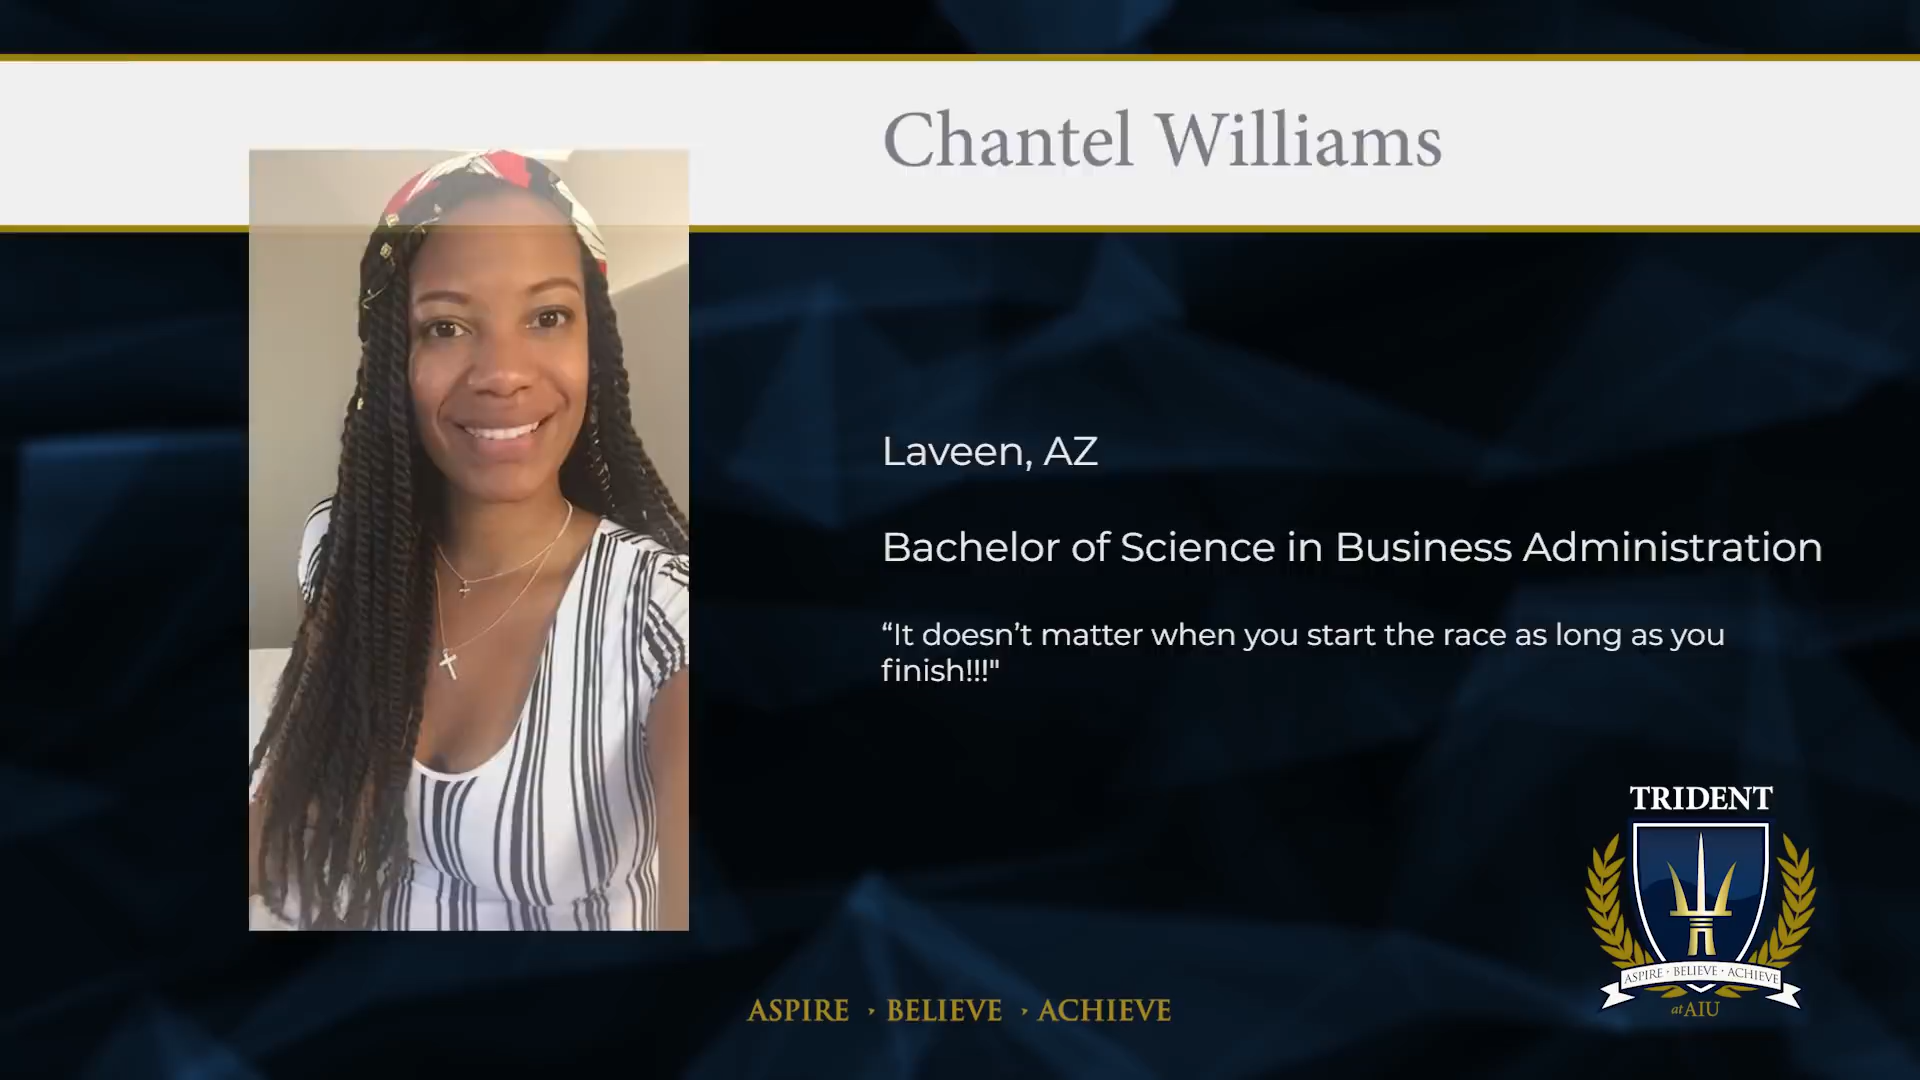 Chantel Williams
Laveen, AZ
Bachelor of Science in Business Administration
“It doesn’t matter when you start the race as long as you
finish!!!"
TRIDENT
ASPIRE · BELIEVE · ACHIEVE
at AIU
ASPIRE · BELIEVE · ACHIEVE